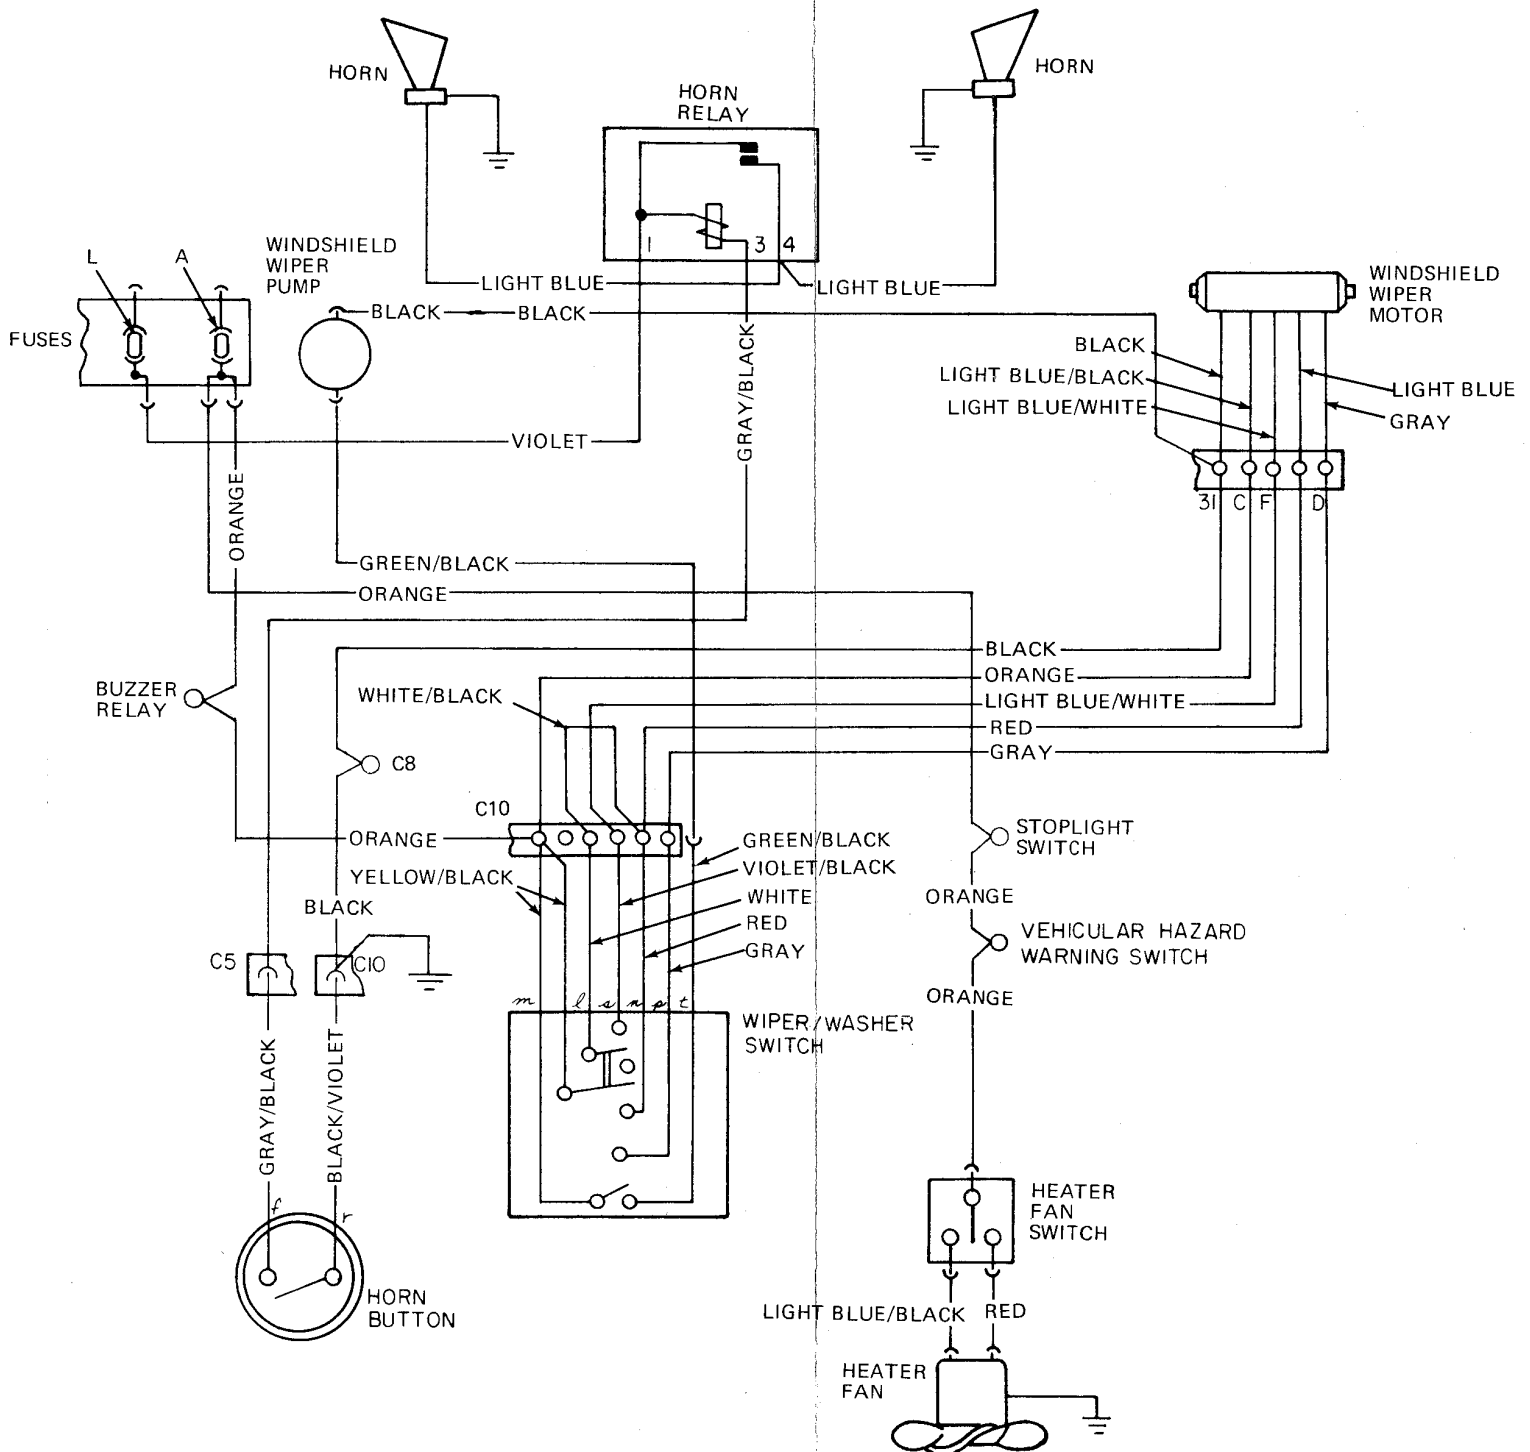 HORN
HORN
RELAY
HORN
1
3
4
WINDSHIELD
WIPER
PUMP
L
A
FUSES
LIGHT BLUE
LIGHT BLUE
BLACK
BLACK
WINDSHIELD
WIPER
MOTOR
BLACK
LIGHT BLUE/BLACK
LIGHT BLUE/WHITE
LIGHT BLUE
GRAY
GRAY/BLACK
VIOLET
ORANGE
31
C
F
D
GREEN/BLACK
ORANGE
BLACK
ORANGE
LIGHT BLUE/WHITE
RED
GRAY
BUZZER
RELAY
WHITE/BLACK
C8
C10
ORANGE
YELLOW/BLACK
GREEN/BLACK
VIOLET/BLACK
WHITE
RED
GRAY
STOPLIGHT
SWITCH
ORANGE
VEHICULAR HAZARD
WARNING SWITCH
ORANGE
BLACK
C5
C10
m
l
s
n
p
t
WIPER/WASHER
SWITCH
GRAY/BLACK
BLACK/VIOLET
f
r
HORN
BUTTON
HEATER
FAN
SWITCH
LIGHT BLUE/BLACK
RED
HEATER
FAN